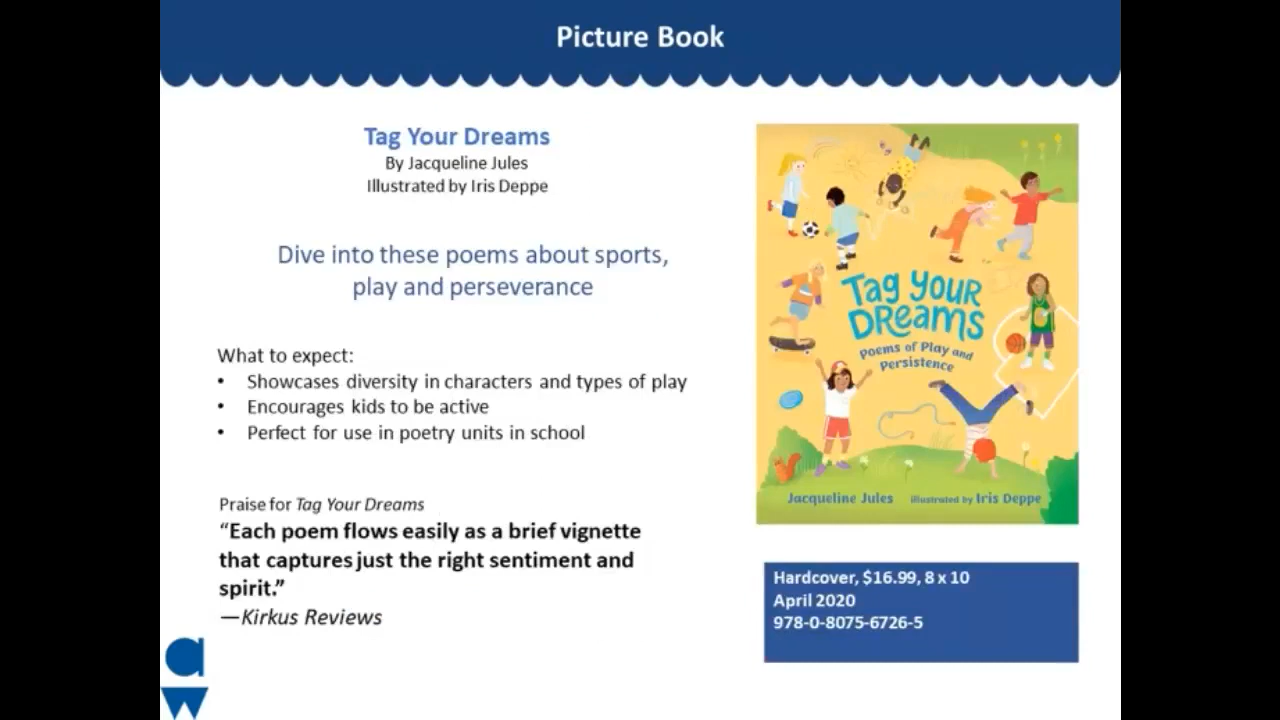 Picture Book
Tag Your Dreams
By Jacqueline Jules
Illustrated by Iris Deppe
Dive into these poems about sports,
play and perseverance
What to expect:
• Showcases diversity in characters and types of play
• Encourages kids to be active
• Perfect for use in poetry units in school
Praise for Tag Your Dreams
“Each poem flows easily as a brief vignette
that captures just the right sentiment and
spirit.”
—Kirkus Reviews
aw
Tag Your
Dreams
Poems of Play and
Persistence
Jacqueline Jules illustrated by Iris Deppe
Hardcover, $16.99, 8 x 10
April 2020
978-0-8075-6726-5